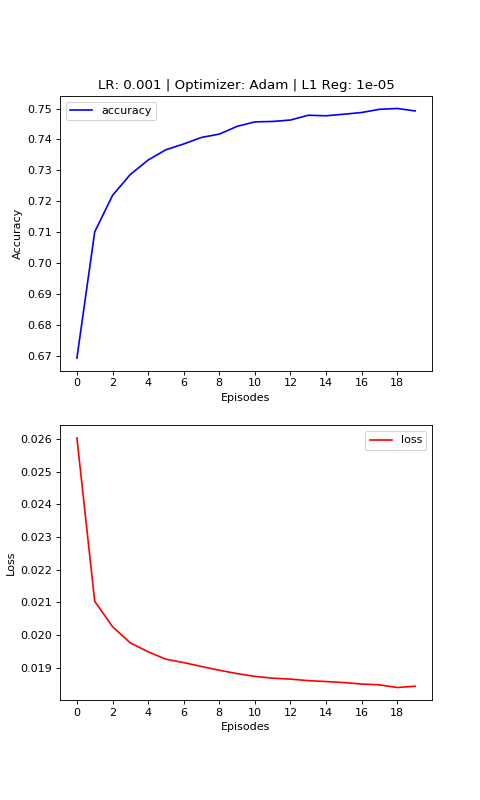 LR: 0.001 | Optimizer: Adam | L1 Reg: 1e-05
accuracy
0.75
0.74
0.73
0.72
0.71
0.70
0.69
0.68
0.67
Accuracy
0 2 4 6 8 10 12 14 16 18
Episodes
loss
0.026
0.025
0.024
0.023
0.022
0.021
0.020
0.019
Loss
0 2 4 6 8 10 12 14 16 18
Episodes